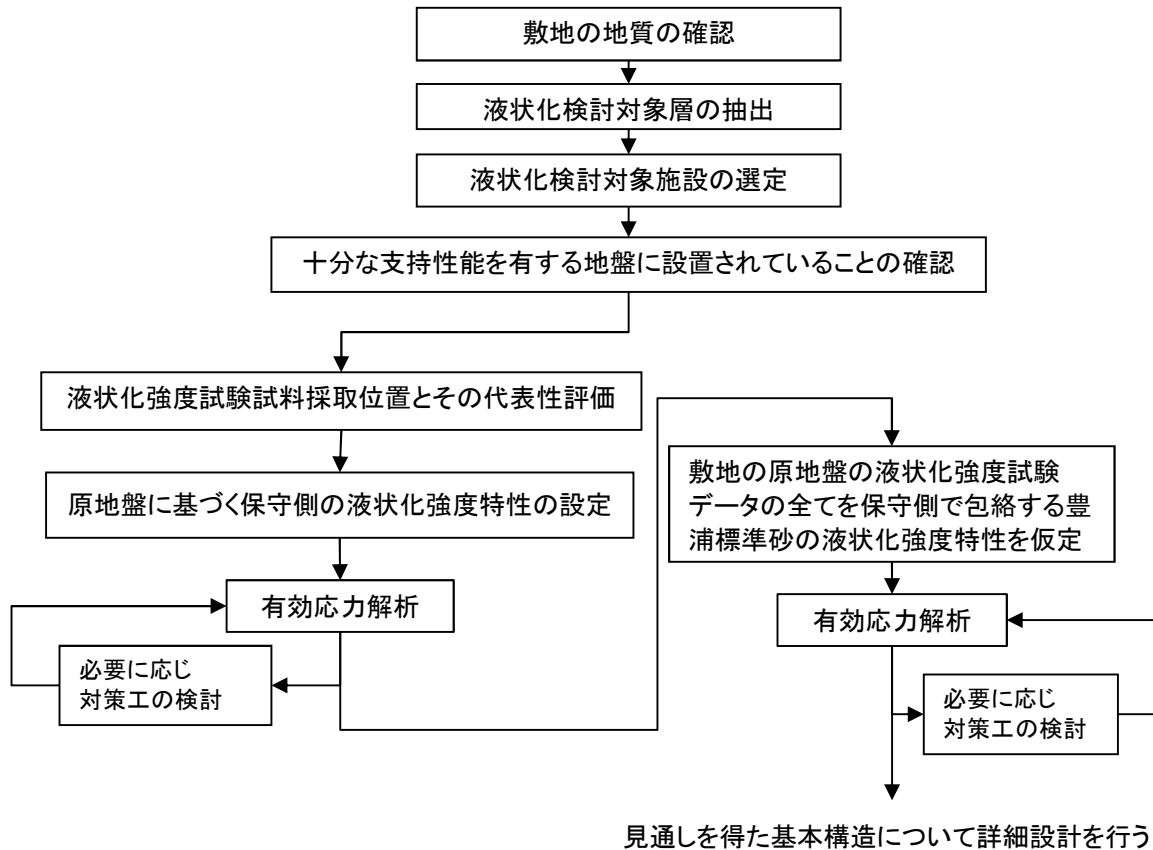 敷地の地質の確認
液状化検討対象層の抽出
液状化検討対象施設の選定
十分な支持性能を有する地盤に設置されていることの確認
液状化強度試験試料採取位置とその代表性評価
原地盤に基づく保守側の液状化強度特性の設定
有効応力解析
必要に応じ
対策工の検討
敷地の原地盤の液状化強度試験
データの全てを保守側で包絡する豊
浦標準砂の液状化強度特性を仮定
有効応力解析
必要に応じ
対策工の検討
見通しを得た基本構造について詳細設計を行う